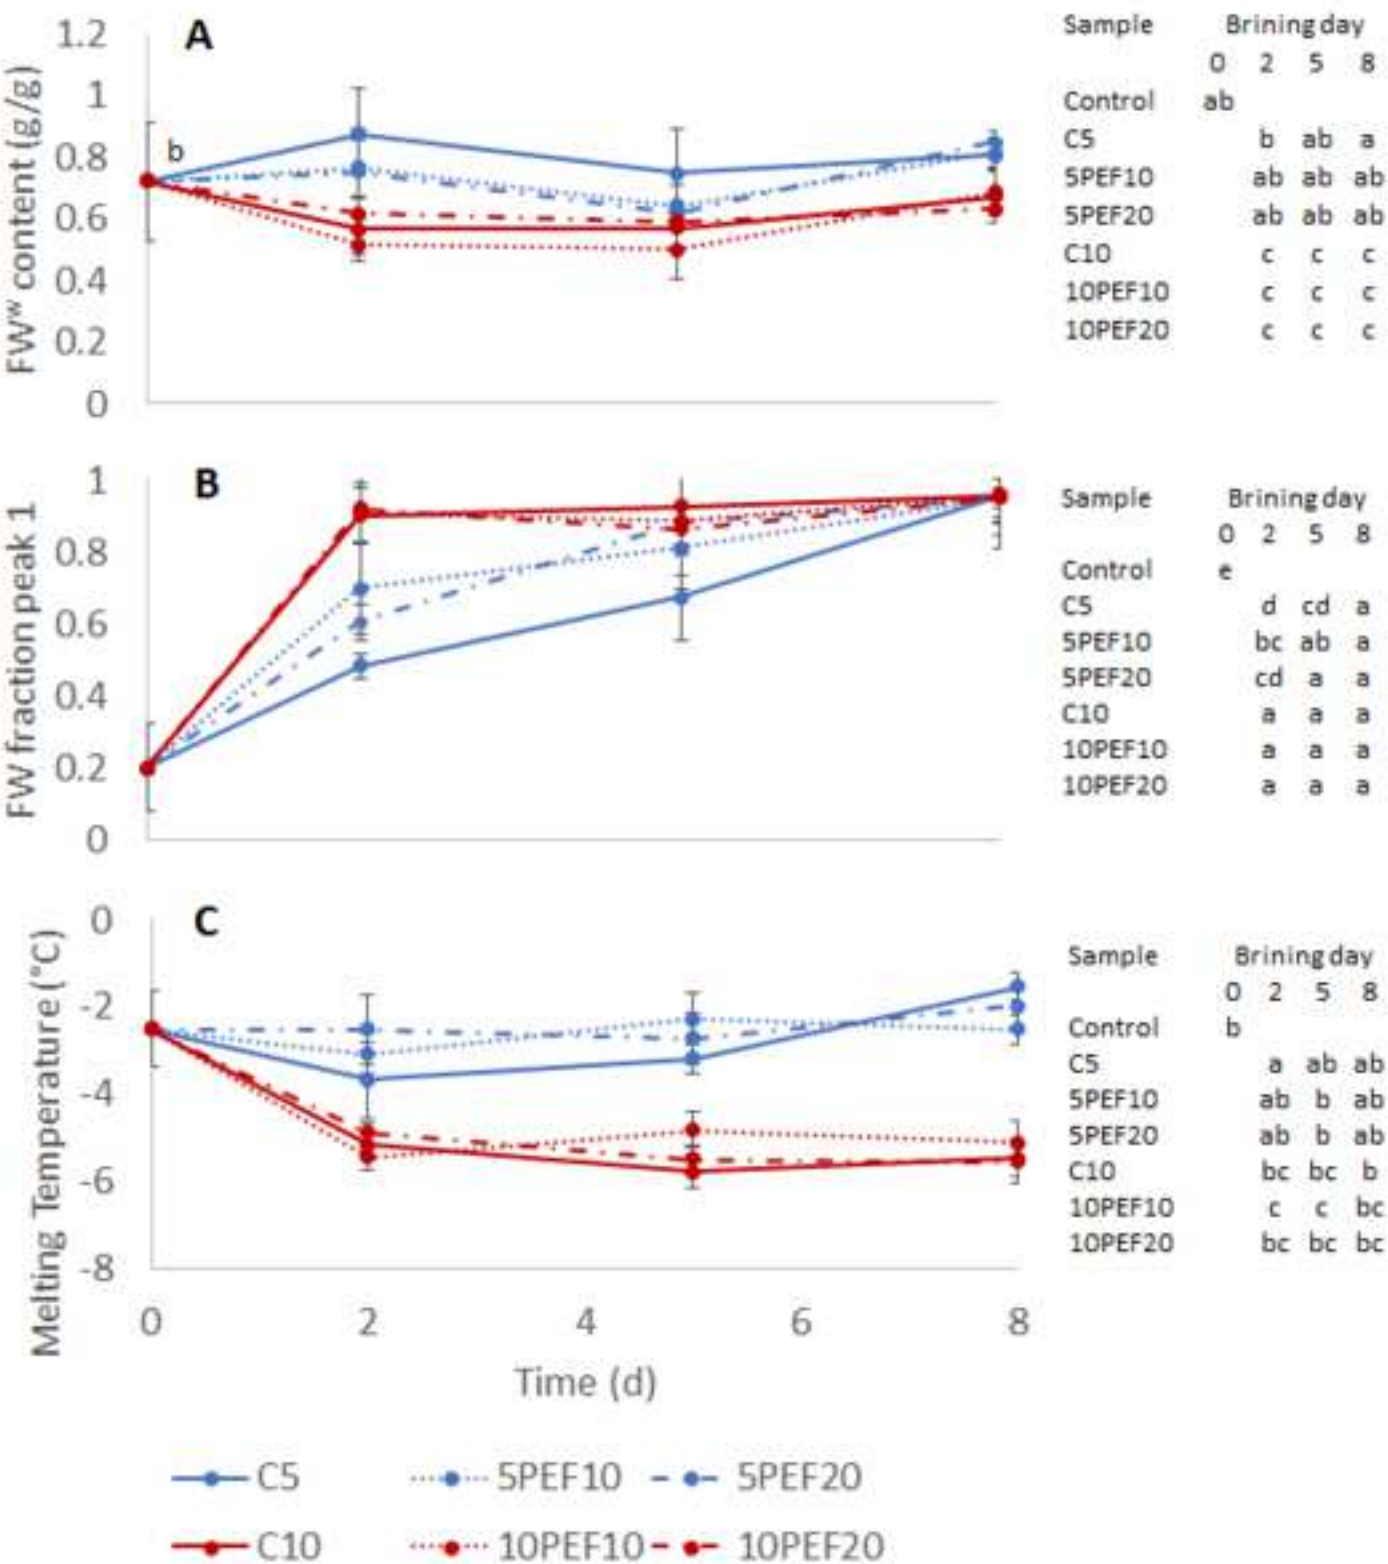 A
1.2
1
0.8
0.6
0.4
0.2
0
FWʷ content (g/g)
b
Sample Brining day
0 2 5 8
Control ab
C5 b ab a
5PEF10 ab ab ab
5PEF20 ab ab ab
C10 c c c
10PEF10 c c c
10PEF20 c c c
B
1
0.8
0.6
0.4
0.2
0
FW fraction peak 1
Sample Brining day
0 2 5 8
Control e
C5 d cd a
5PEF10 bc ab a
5PEF20 cd a a
C10 a a a
10PEF10 a a a
10PEF20 a a a
C
0
-2
-4
-6
-8
Melting Temperature (°C)
Sample Brining day
0 2 5 8
Control b
C5 a ab ab
5PEF10 ab b ab
5PEF20 ab b ab
C10 bc bc b
10PEF10 c c bc
10PEF20 bc bc bc
0 2 4 6 8
Time (d)
C5 5PEF10 5PEF20
C10 10PEF10 10PEF20